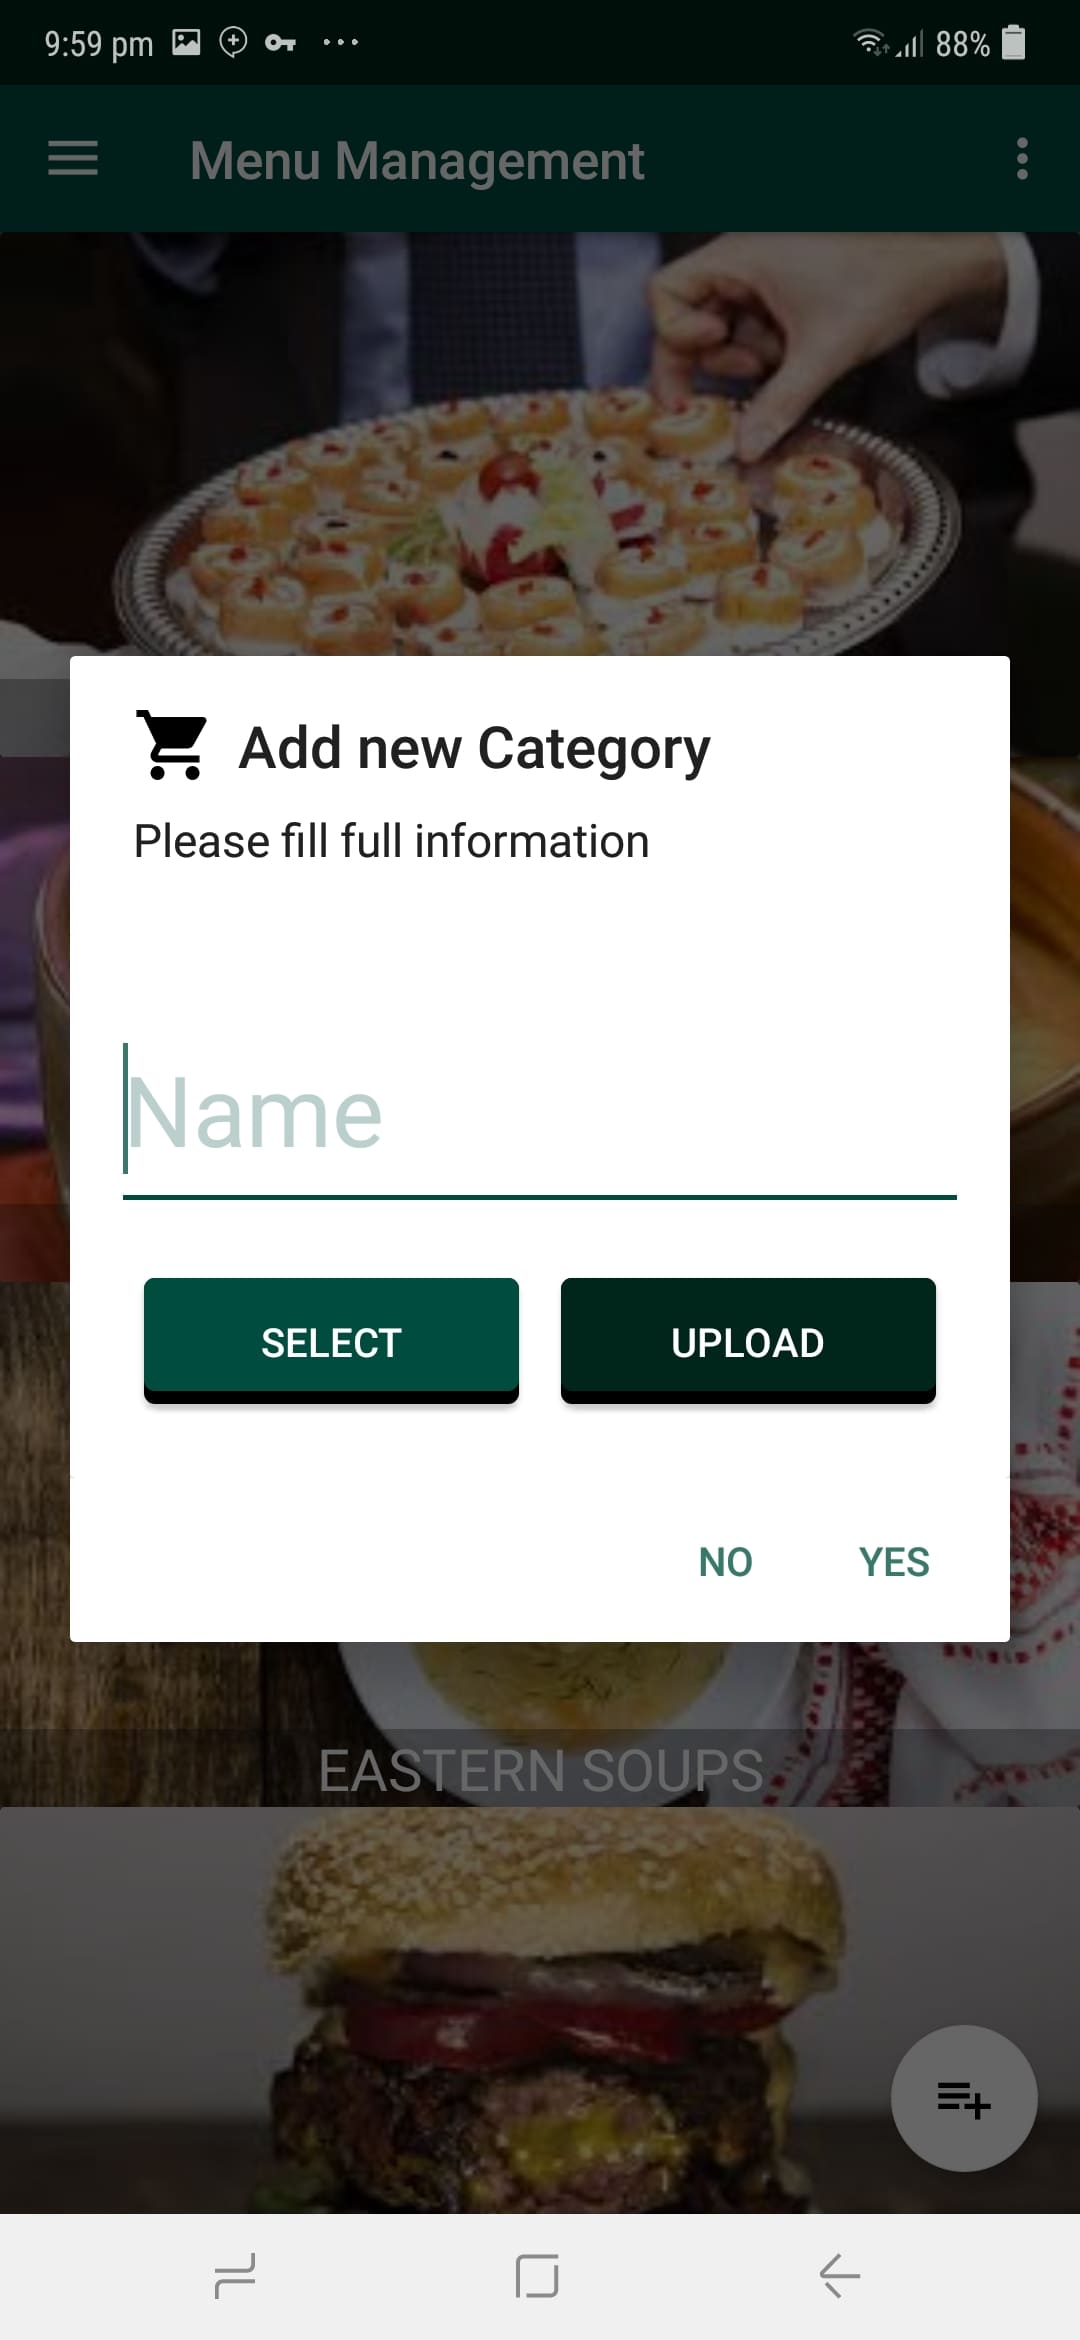 9:59 pm 88%
Menu Management
Add new Category
Please fill full information
Name
SELECT UPLOAD
NO YES
EASTERN SOUPS